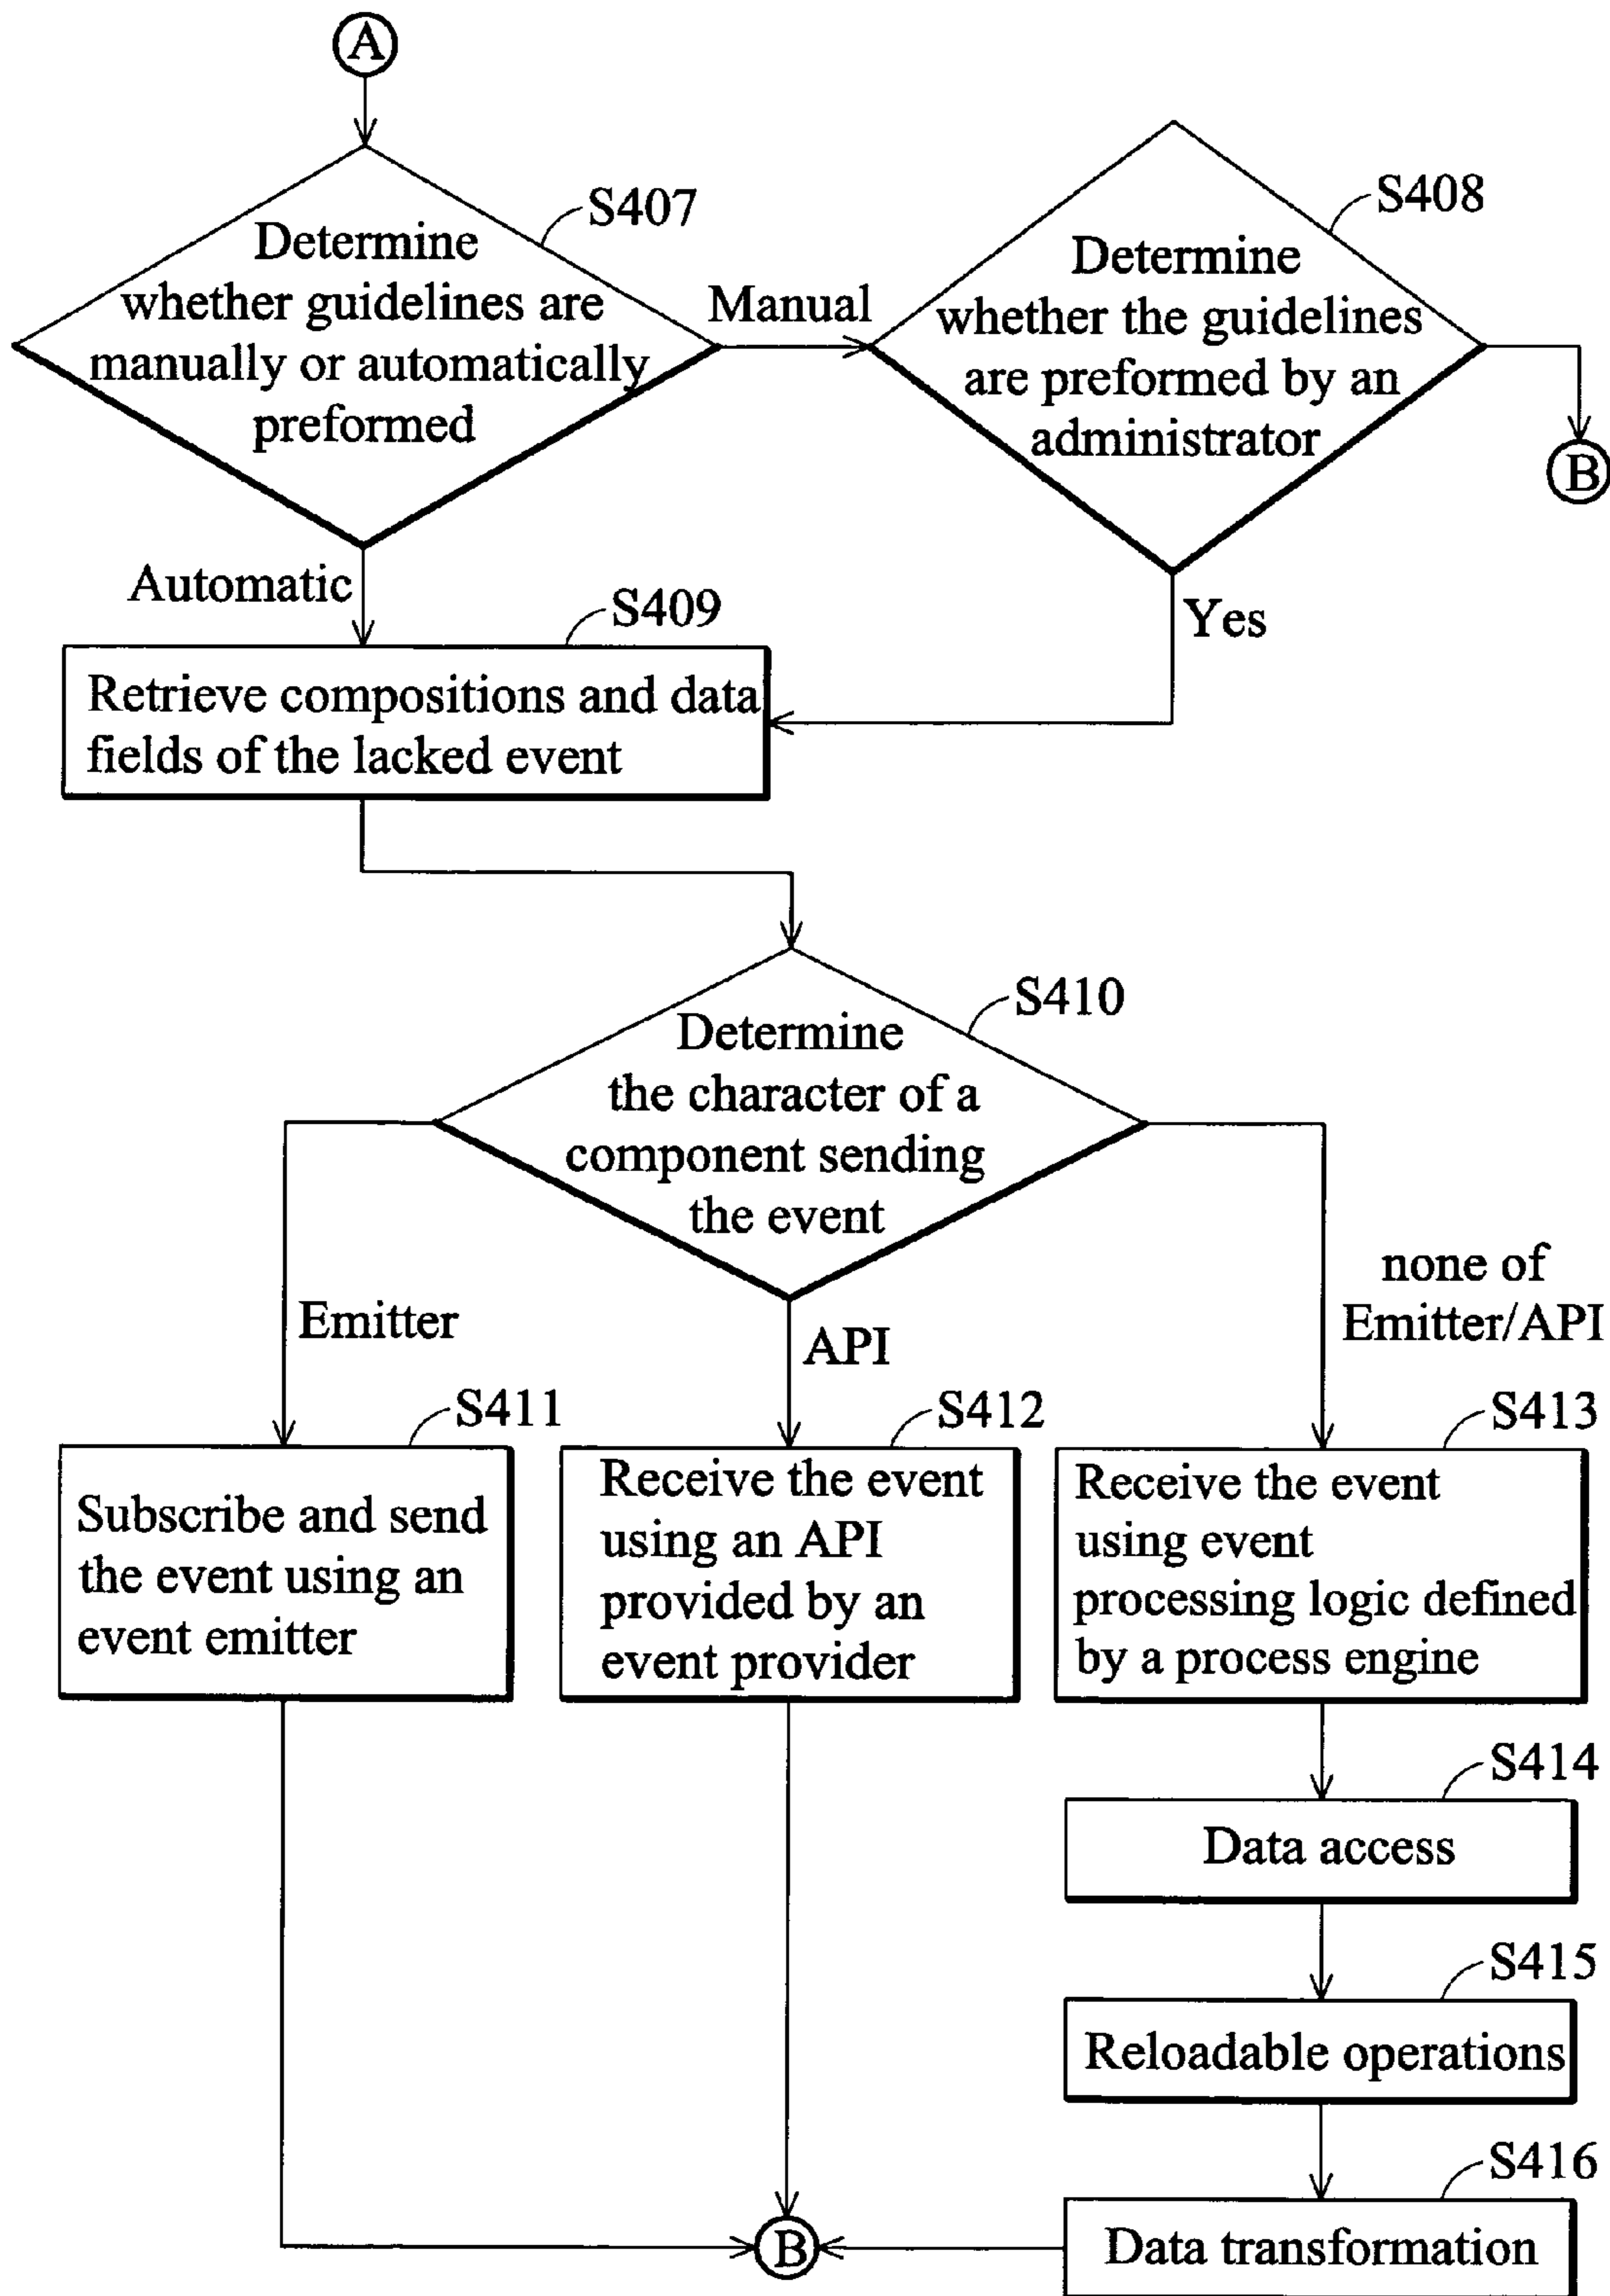 A
S407
Determine
whether guidelines are
manually or automatically
preformed
Manual
S408
Determine
whether the guidelines
are preformed by an
administrator
B
Automatic
Yes
S409
Retrieve compositions and data
fields of the lacked event
S410
Determine
the character of a
component sending
the event
Emitter
API
none of
Emitter/API
S411
Subscribe and send
the event using an
event emitter
S412
Receive the event
using an API
provided by an
event provider
S413
Receive the event
using event
processing logic defined
by a process engine
S414
Data access
S415
Reloadable operations
S416
Data transformation
B